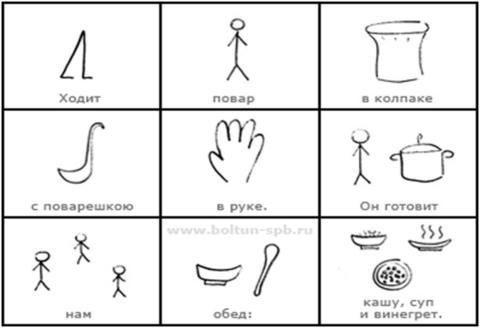 Ходит
повар
в колпаке
с поварешкою
в руке.
Он готовит
www.boltun-spb.ru
нам
обед:
кашу, суп
и винегрет.